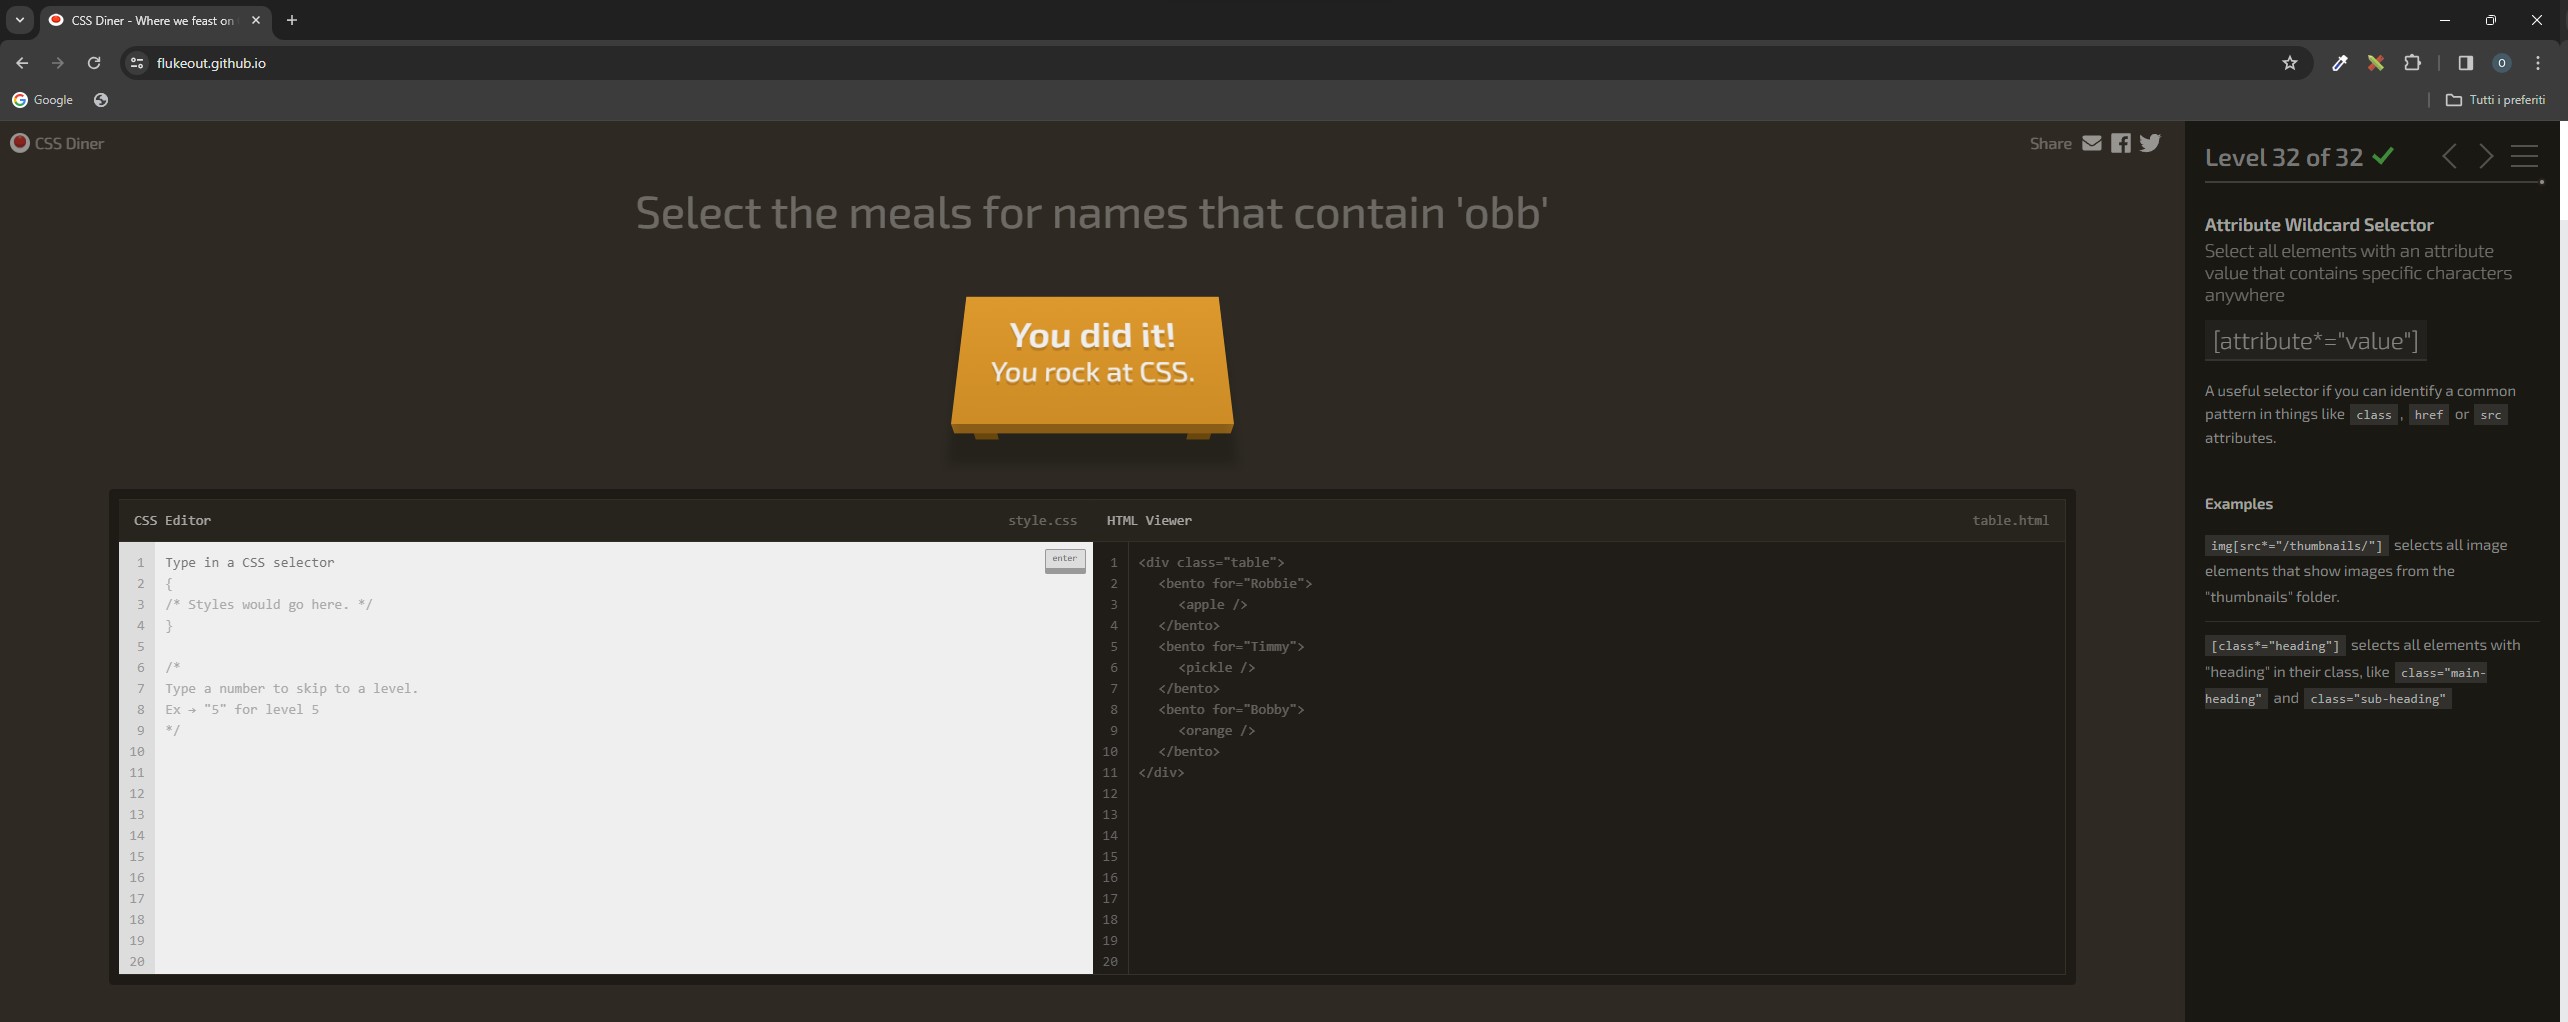 CSS Diner - Where we feast on
flukeout.github.io
0
Google
Tutti i preferiti
CSS Diner
Share
Select the meals for names that contain 'obb'
You did it!
You rock at CSS.
CSS Editor
style.css
1 Type in a CSS selector
enter
2 {
3 /* Styles would go here. */
4 }
5
6 /*
7 Type a number to skip to a level.
8 Ex → "5" for level 5
9 */
10
11
12
13
14
15
16
17
18
19
20
HTML Viewer
table.html
1 <div class="table">
2 <bento for="Robbie">
3 <apple />
4 </bento>
5 <bento for="Timmy">
6 <pickle />
7 </bento>
8 <bento for="Bobby">
9 <orange />
10 </bento>
11 </div>
12
13
14
15
16
17
18
19
20
Level 32 of 32
Attribute Wildcard Selector
Select all elements with an attribute
value that contains specific characters
anywhere
[attribute*="value"]
A useful selector if you can identify a common
pattern in things like class , href or src
attributes.
Examples
img[src*="/thumbnails/"] selects all image
elements that show images from the
"thumbnails" folder.
[class*="heading"] selects all elements with
"heading" in their class, like class="main-
heading" and class="sub-heading"